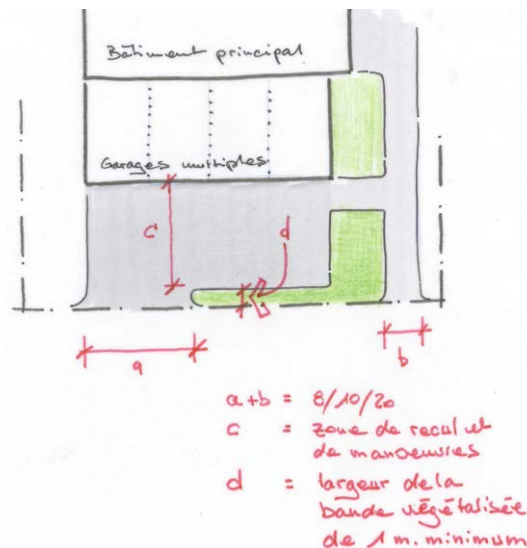 Bâtiment principal
Garages multiples
c
d
a
b
a+b = 8/10/20
c = zone de recul et
de manoeuvres
d = largeur de la
bande végétalisée
de 1 m. minimum